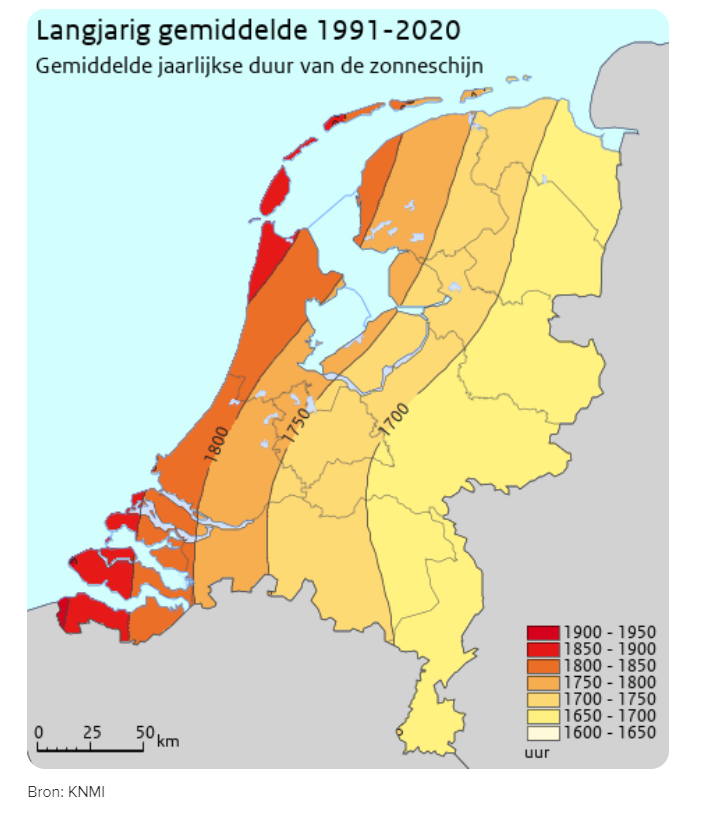 Langjarig gemiddelde 1991-2020
Gemiddelde jaarlijkse duur van de zonneschijn
1800
1750
1700
1900 - 1950
1850 - 1900
1800 - 1850
1750 - 1800
1700 - 1750
1650 - 1700
1600 - 1650
uur
0 25 50 km
Bron: KNMI